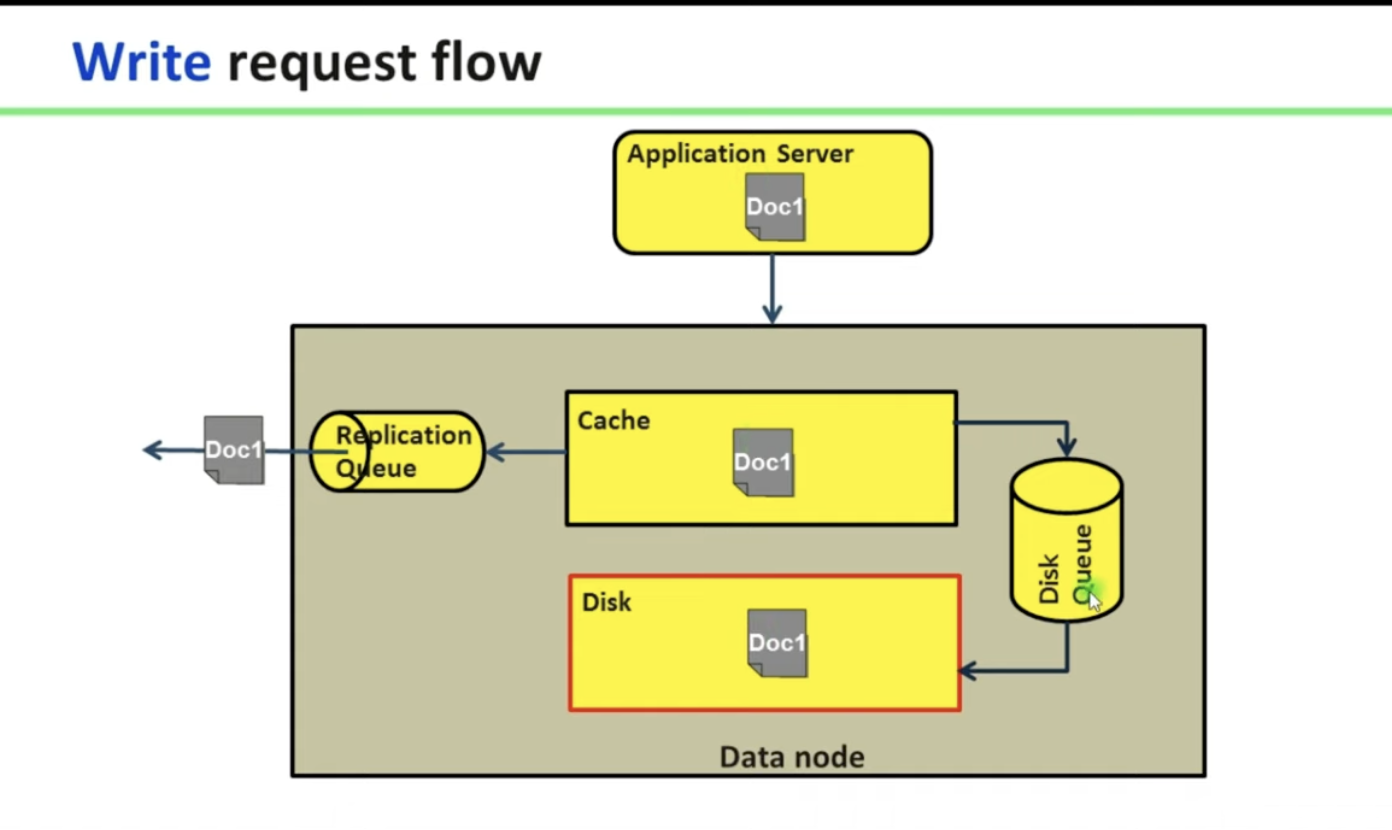 Write request flow
Application Server
Doc1
Doc1
Replication
Queue
Cache
Doc1
Disk
Queue
Disk
Doc1
Data node